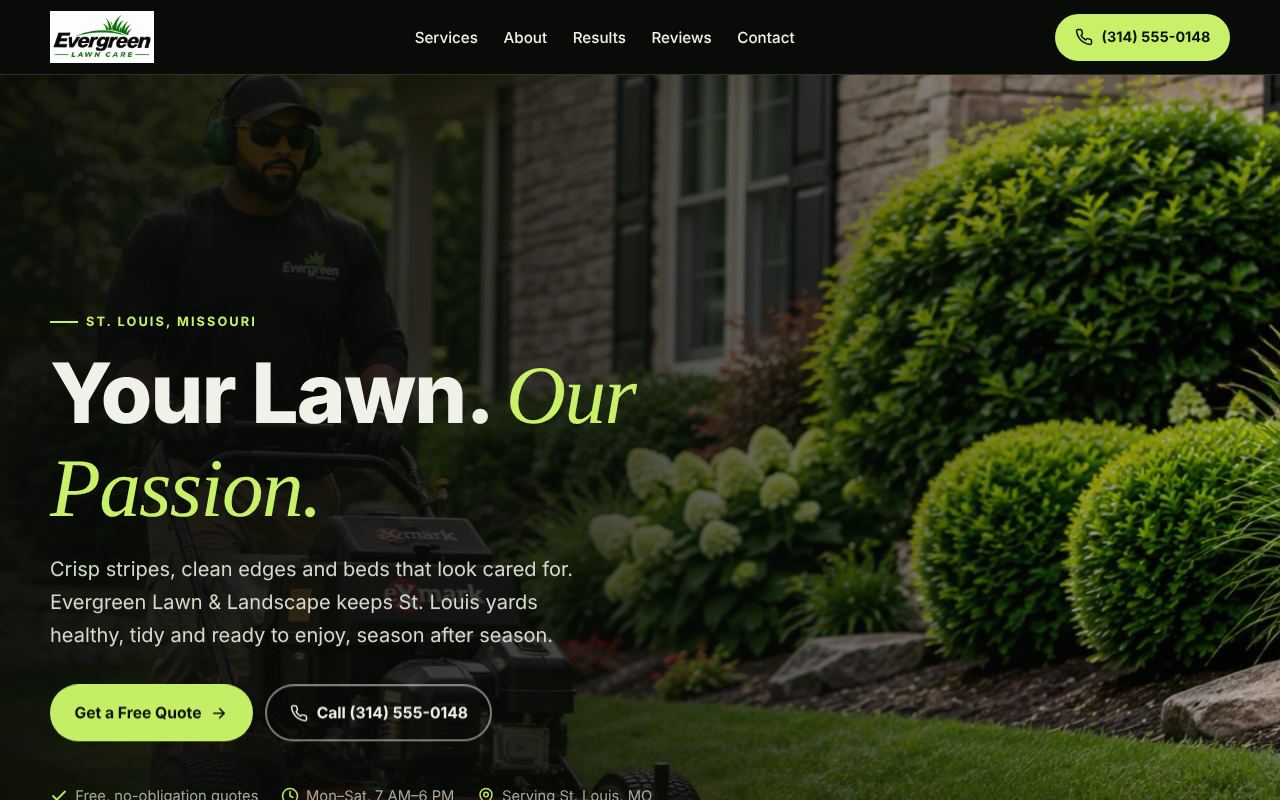 Evergreen
LAWN CARE
Services
About
Results
Reviews
Contact
(314) 555-0148
Evergreen
ST. LOUIS, MISSOURI
Your Lawn. Our
Passion.
eXmark
Crisp stripes, clean edges and beds that look cared for.
eXmark
Evergreen Lawn & Landscape keeps St. Louis yards
healthy, tidy and ready to enjoy, season after season.
Get a Free Quote →
Call (314) 555-0148
Free, no-obligation quotes
Mon–Sat, 7 AM–6 PM
Serving St. Louis, MO